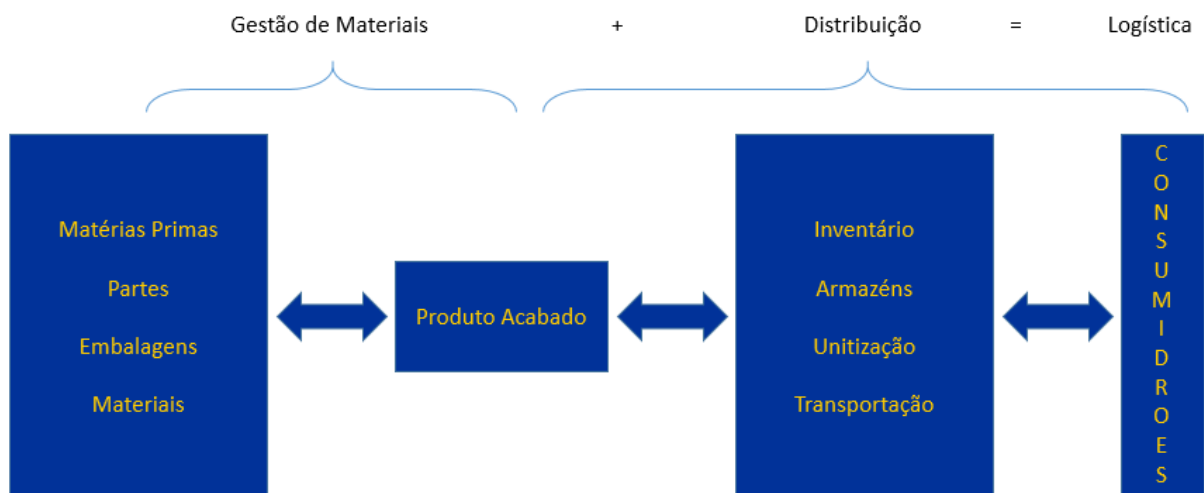 Gestão de Materiais + Distribuição = Logística
Matérias Primas
Partes
Embalagens
Materiais
Produto Acabado
Inventário
Armazéns
Unitização
Transportação
C
O
N
S
U
M
I
D
R
O
E
S